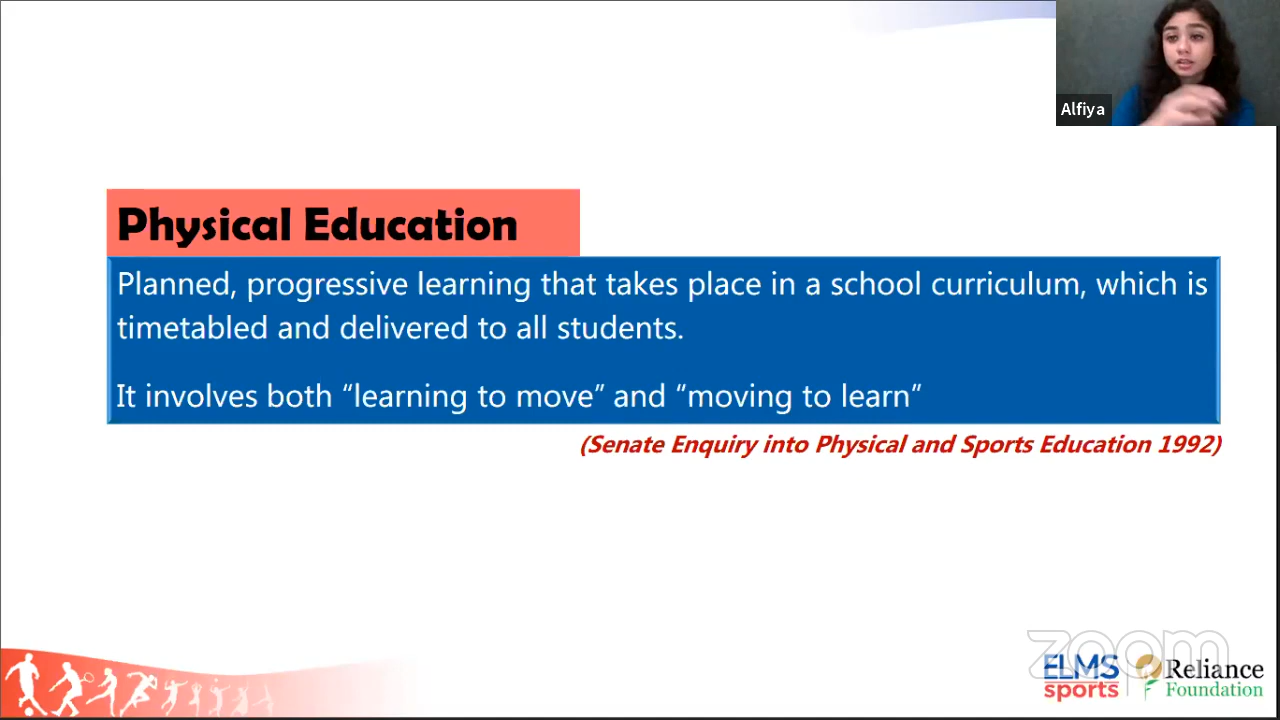 Alfiya
Physical Education
Planned, progressive learning that takes place in a school curriculum, which is
timetabled and delivered to all students.
It involves both “learning to move” and “moving to learn”
(Senate Enquiry into Physical and Sports Education 1992)
zoom
ELMS
sports
Reliance
Foundation